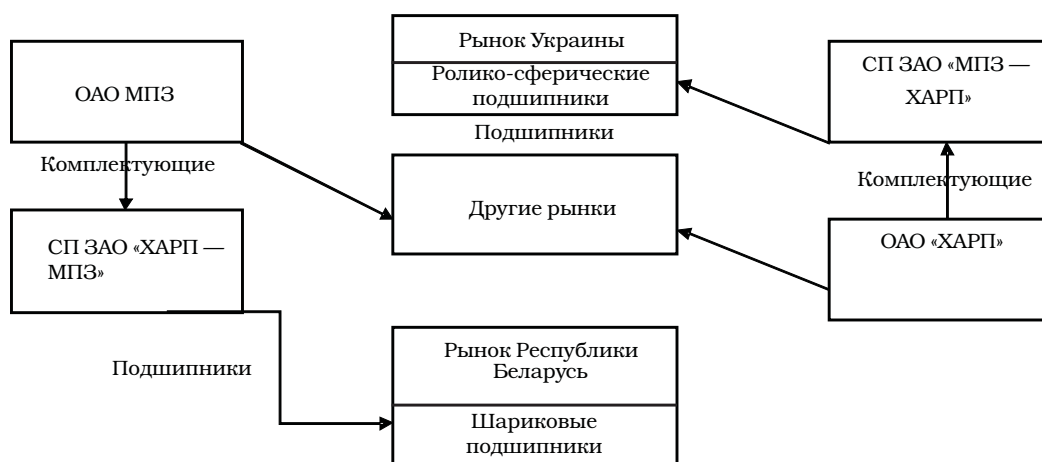 ОАО МПЗ
Комплектующие
СП ЗАО «ХАРП —
МПЗ»
Подшипники
Рынок Украины
Ролико-сферические
подшипники
Подшипники
Другие рынки
Рынок Республики
Беларусь
Шариковые
подшипники
СП ЗАО «МПЗ —
ХАРП»
Комплектующие
ОАО «ХАРП»